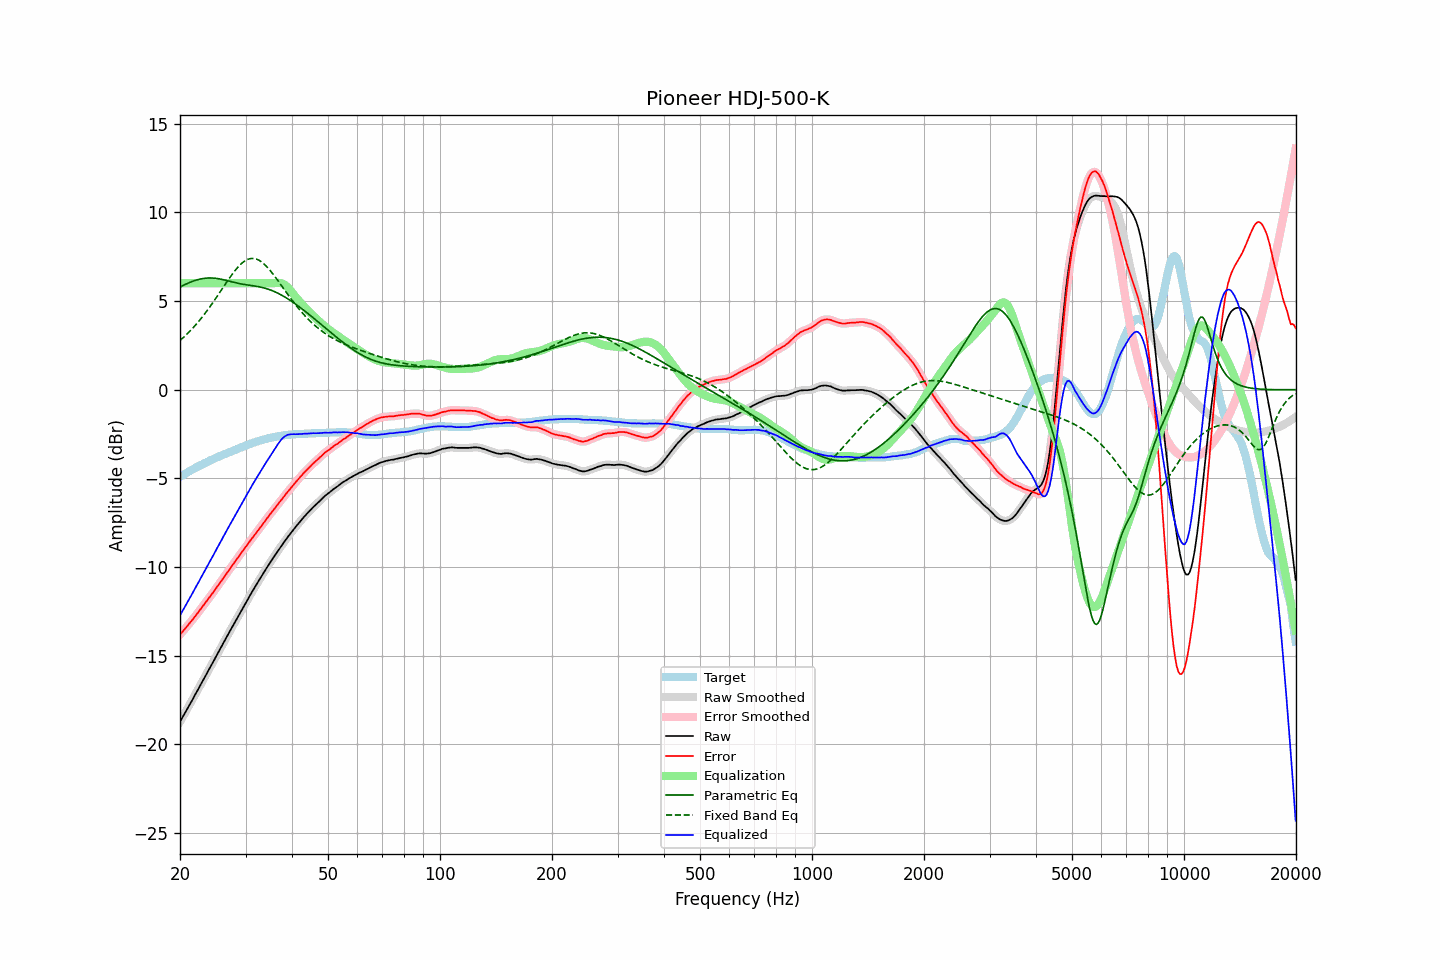 Pioneer HDJ-500-K
15
10
5
0
−5
−10
−15
−20
−25
Amplitude (dBr)
Target
Raw Smoothed
Error Smoothed
Raw
Error
Equalization
Parametric Eq
Fixed Band Eq
Equalized
20 50 100 200 500 1000 2000 5000 10000 20000
Frequency (Hz)